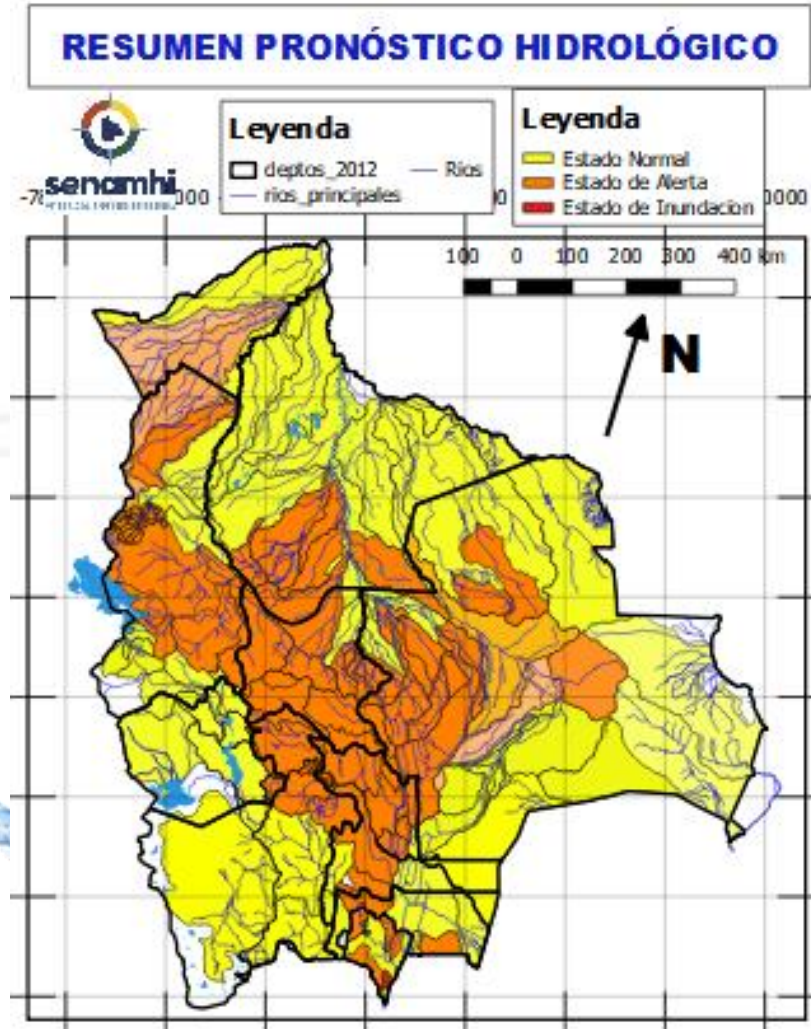 RESUMEN PRONÓSTICO HIDROLÓGICO
senamhi
Leyenda
deptos_2012
Rios
rios_principales
Leyenda
Estado Normal
Estado de Alerta
Estado de Inundacion
100 0 100 200 300 400 km
N